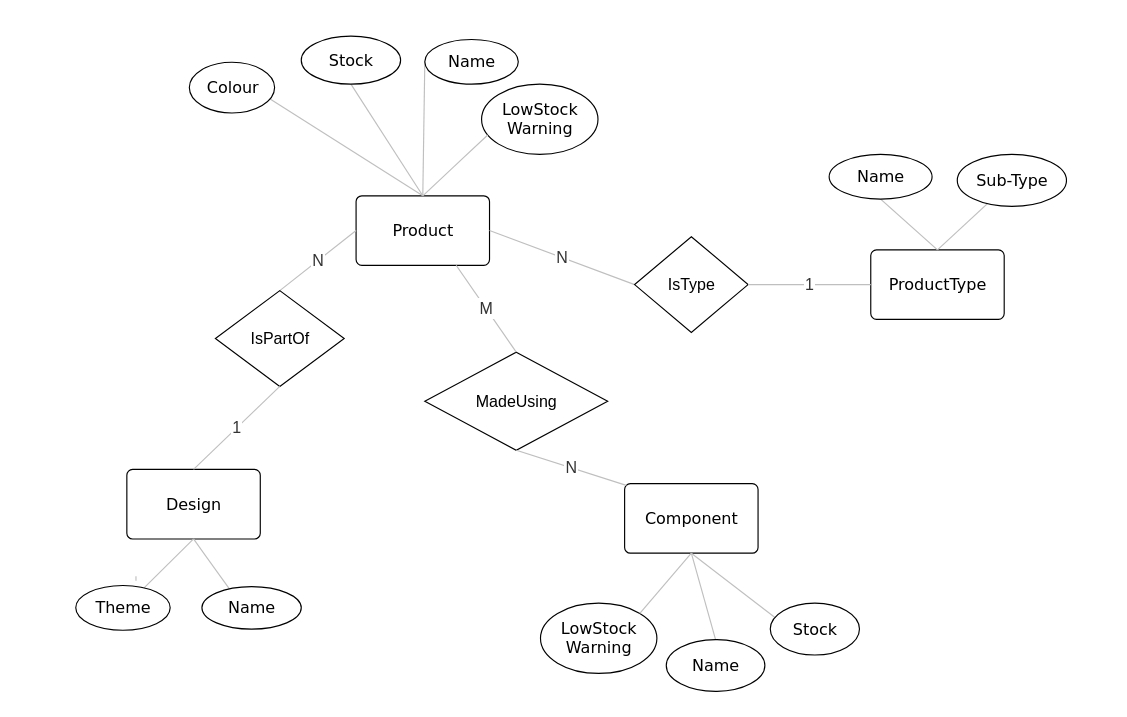 Stock
Name
Colour
LowStock
Warning
Name
Sub-Type
Product
N
N
IsType
1
ProductType
M
IsPartOf
MadeUsing
1
N
Design
Component
Theme
Name
LowStock
Warning
Stock
Name